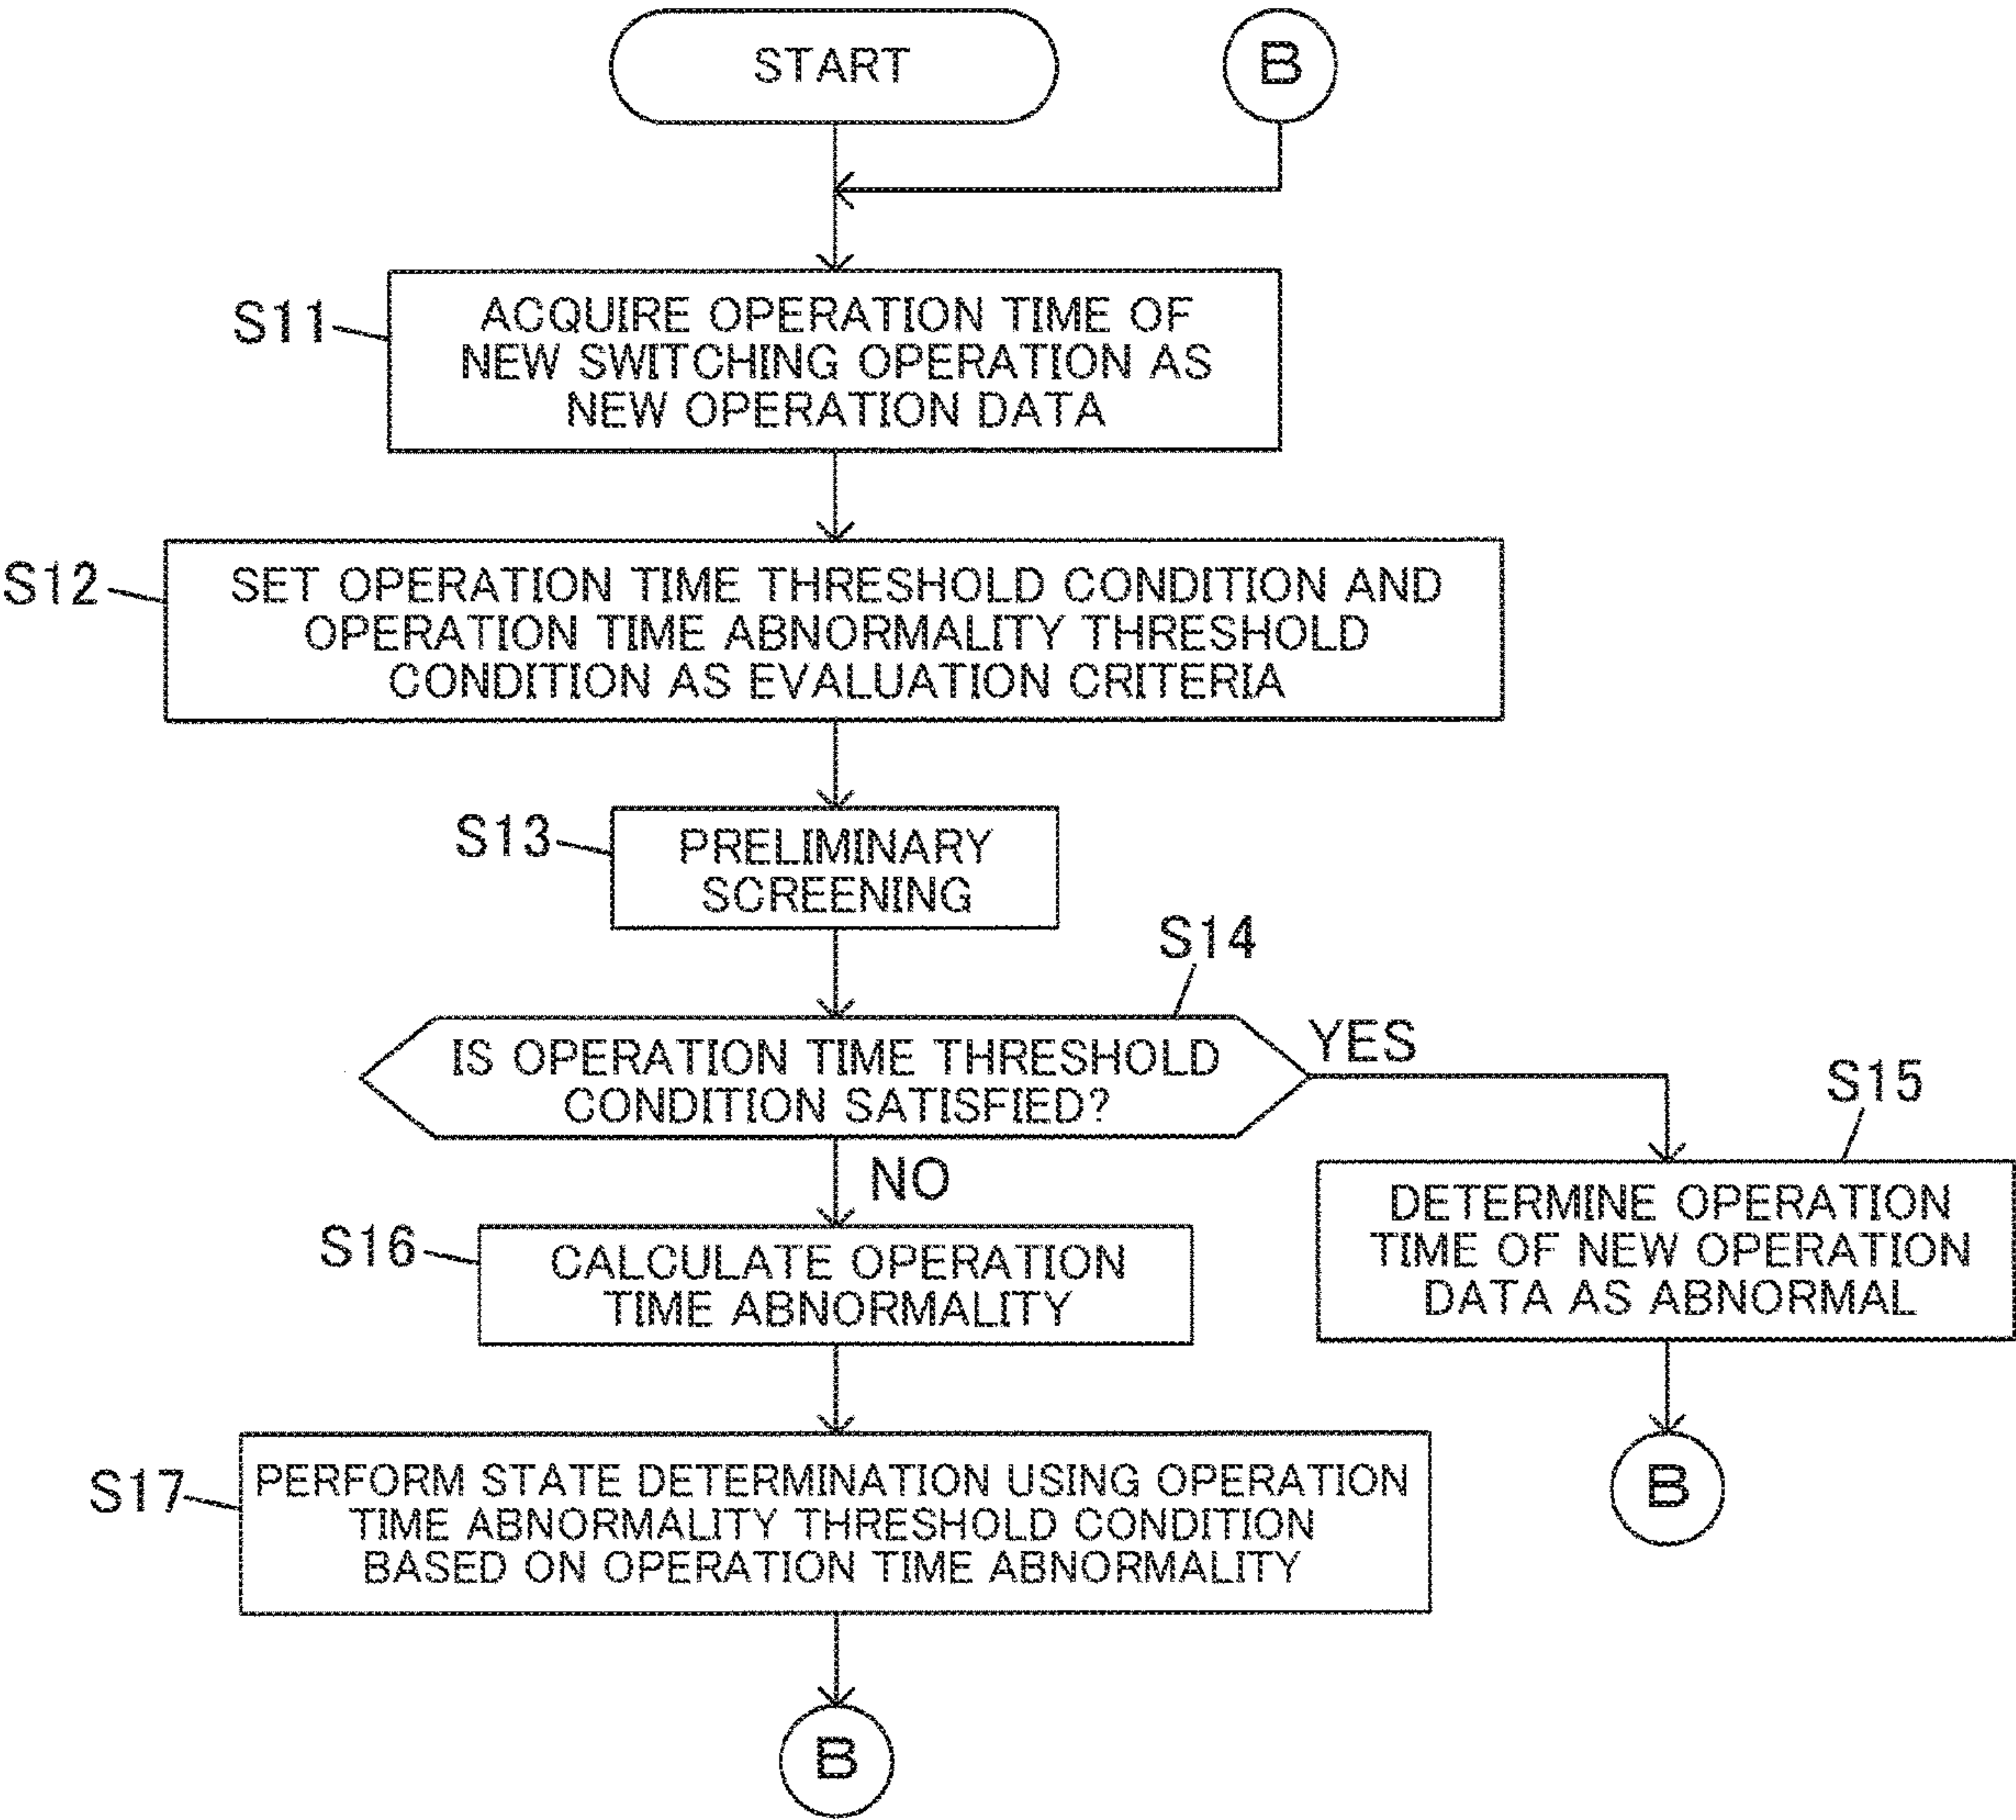 START
B
S11
ACQUIRE OPERATION TIME OF
NEW SWITCHING OPERATION AS
NEW OPERATION DATA
S12
SET OPERATION TIME THRESHOLD CONDITION AND
OPERATION TIME ABNORMALITY THRESHOLD
CONDITION AS EVALUATION CRITERIA
S13
PRELIMINARY
SCREENING
S14
IS OPERATION TIME THRESHOLD
CONDITION SATISFIED?
YES
NO
S15
DETERMINE OPERATION
TIME OF NEW OPERATION
DATA AS ABNORMAL
B
S16
CALCULATE OPERATION
TIME ABNORMALITY
S17
PERFORM STATE DETERMINATION USING OPERATION
TIME ABNORMALITY THRESHOLD CONDITION
BASED ON OPERATION TIME ABNORMALITY
B